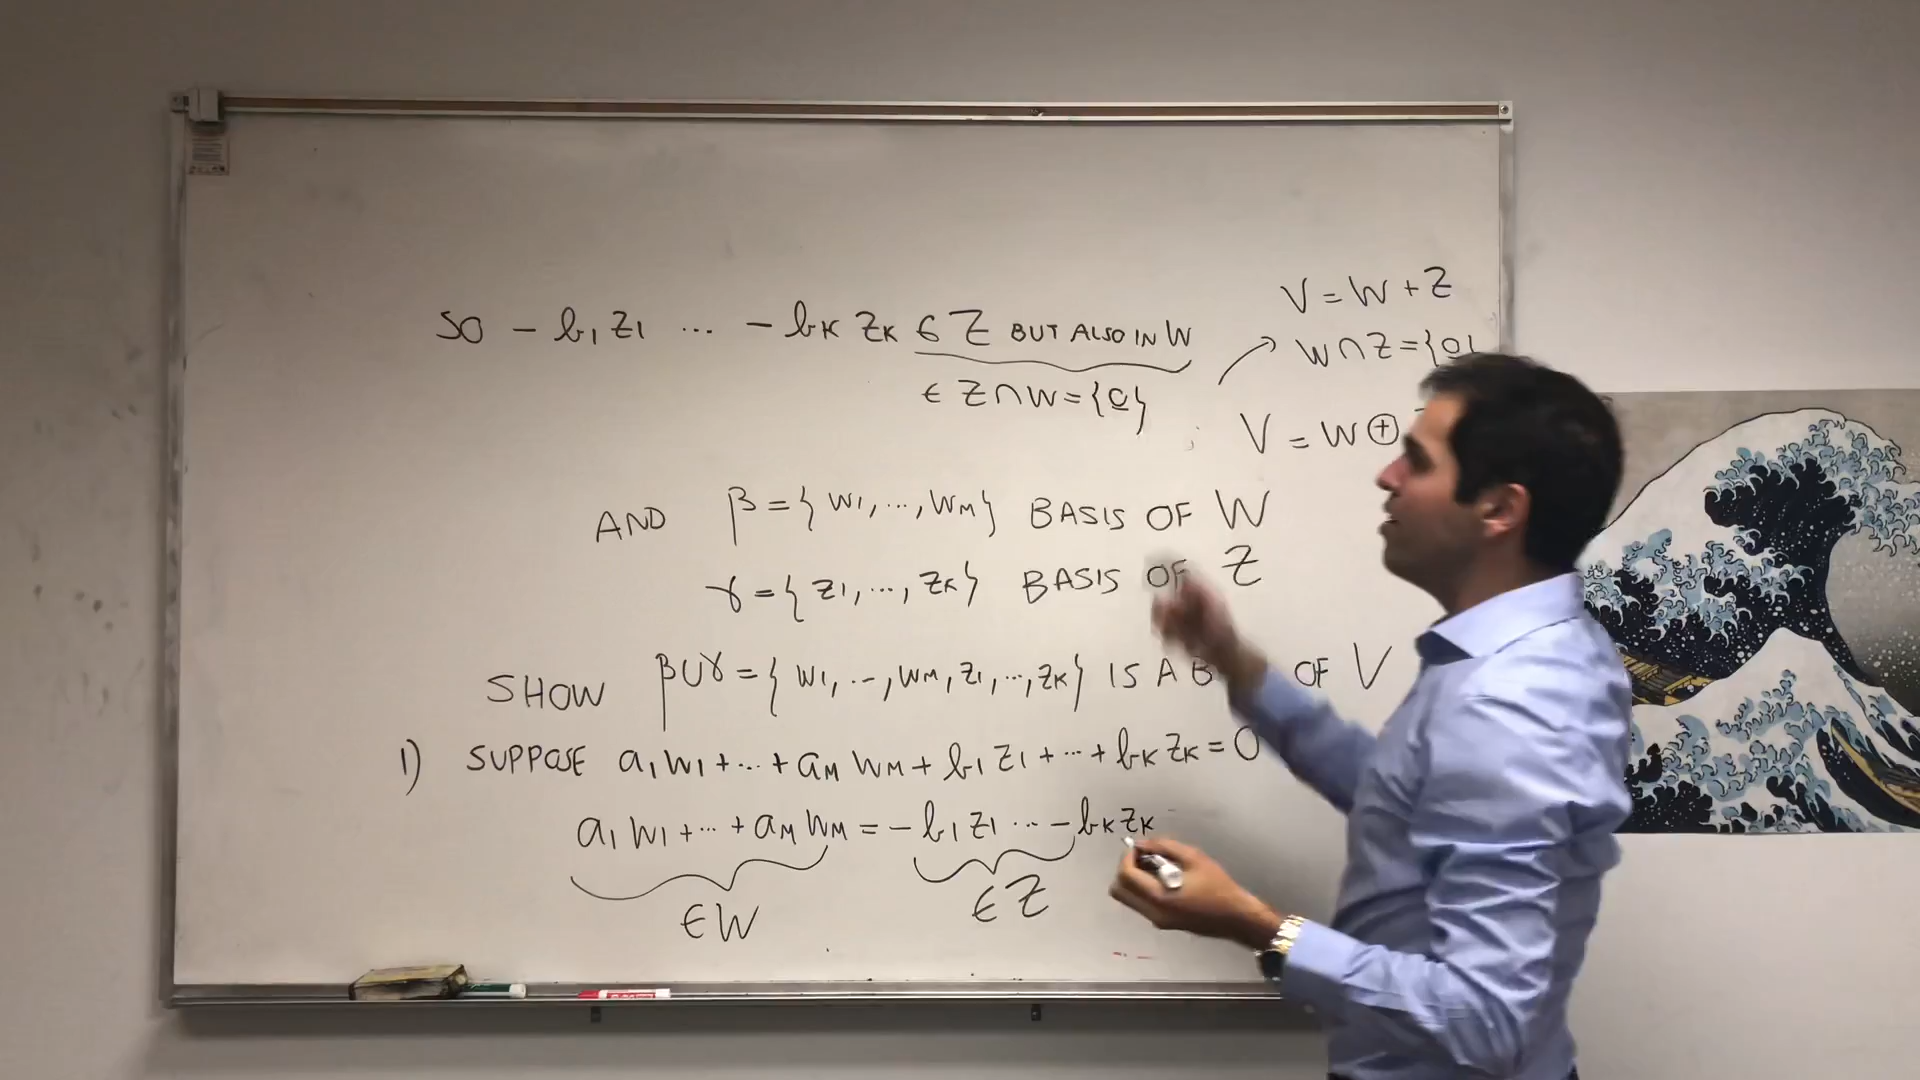 SO - b1 z1 ... - bK zK ∈ Z BUT ALSO IN W
∈ Z∩W = {0}
V = W + Z
W ∩ Z = {0}
V = W ⊕
AND β = {w1, ..., wM} BASIS OF W
γ = {z1, ..., zK} BASIS OF Z
SHOW β∪γ = {w1, ..., wM, z1, ..., zK} IS A B OF V
1) SUPPOSE a1 w1 + ... + aM wM + b1 z1 + ... + bK zK = 0
a1 w1 + ... + aM wM = - b1 z1 ... - bK zK
∈ W ∈ Z